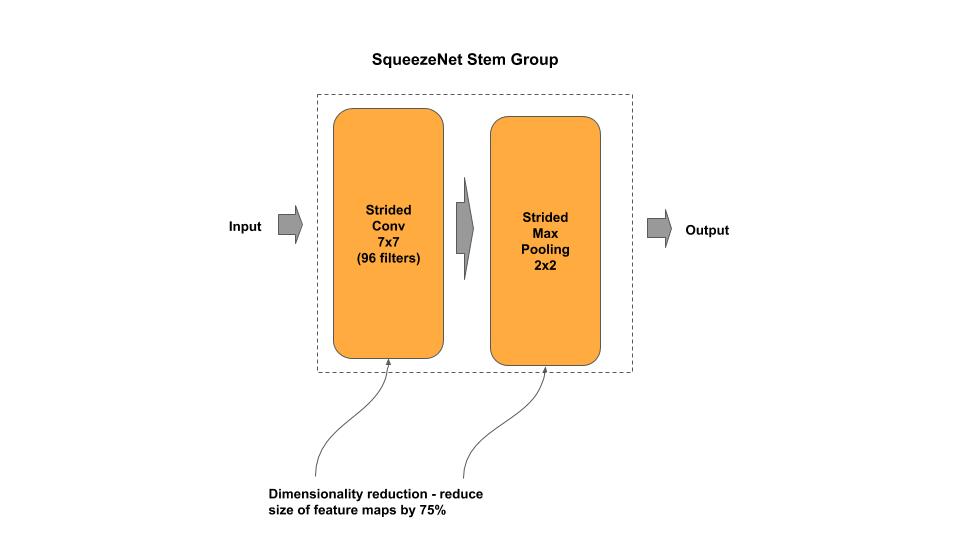 SqueezeNet Stem Group
Input
Strided
Conv
7x7
(96 filters)
Strided
Max
Pooling
2x2
Output
Dimensionality reduction - reduce
size of feature maps by 75%